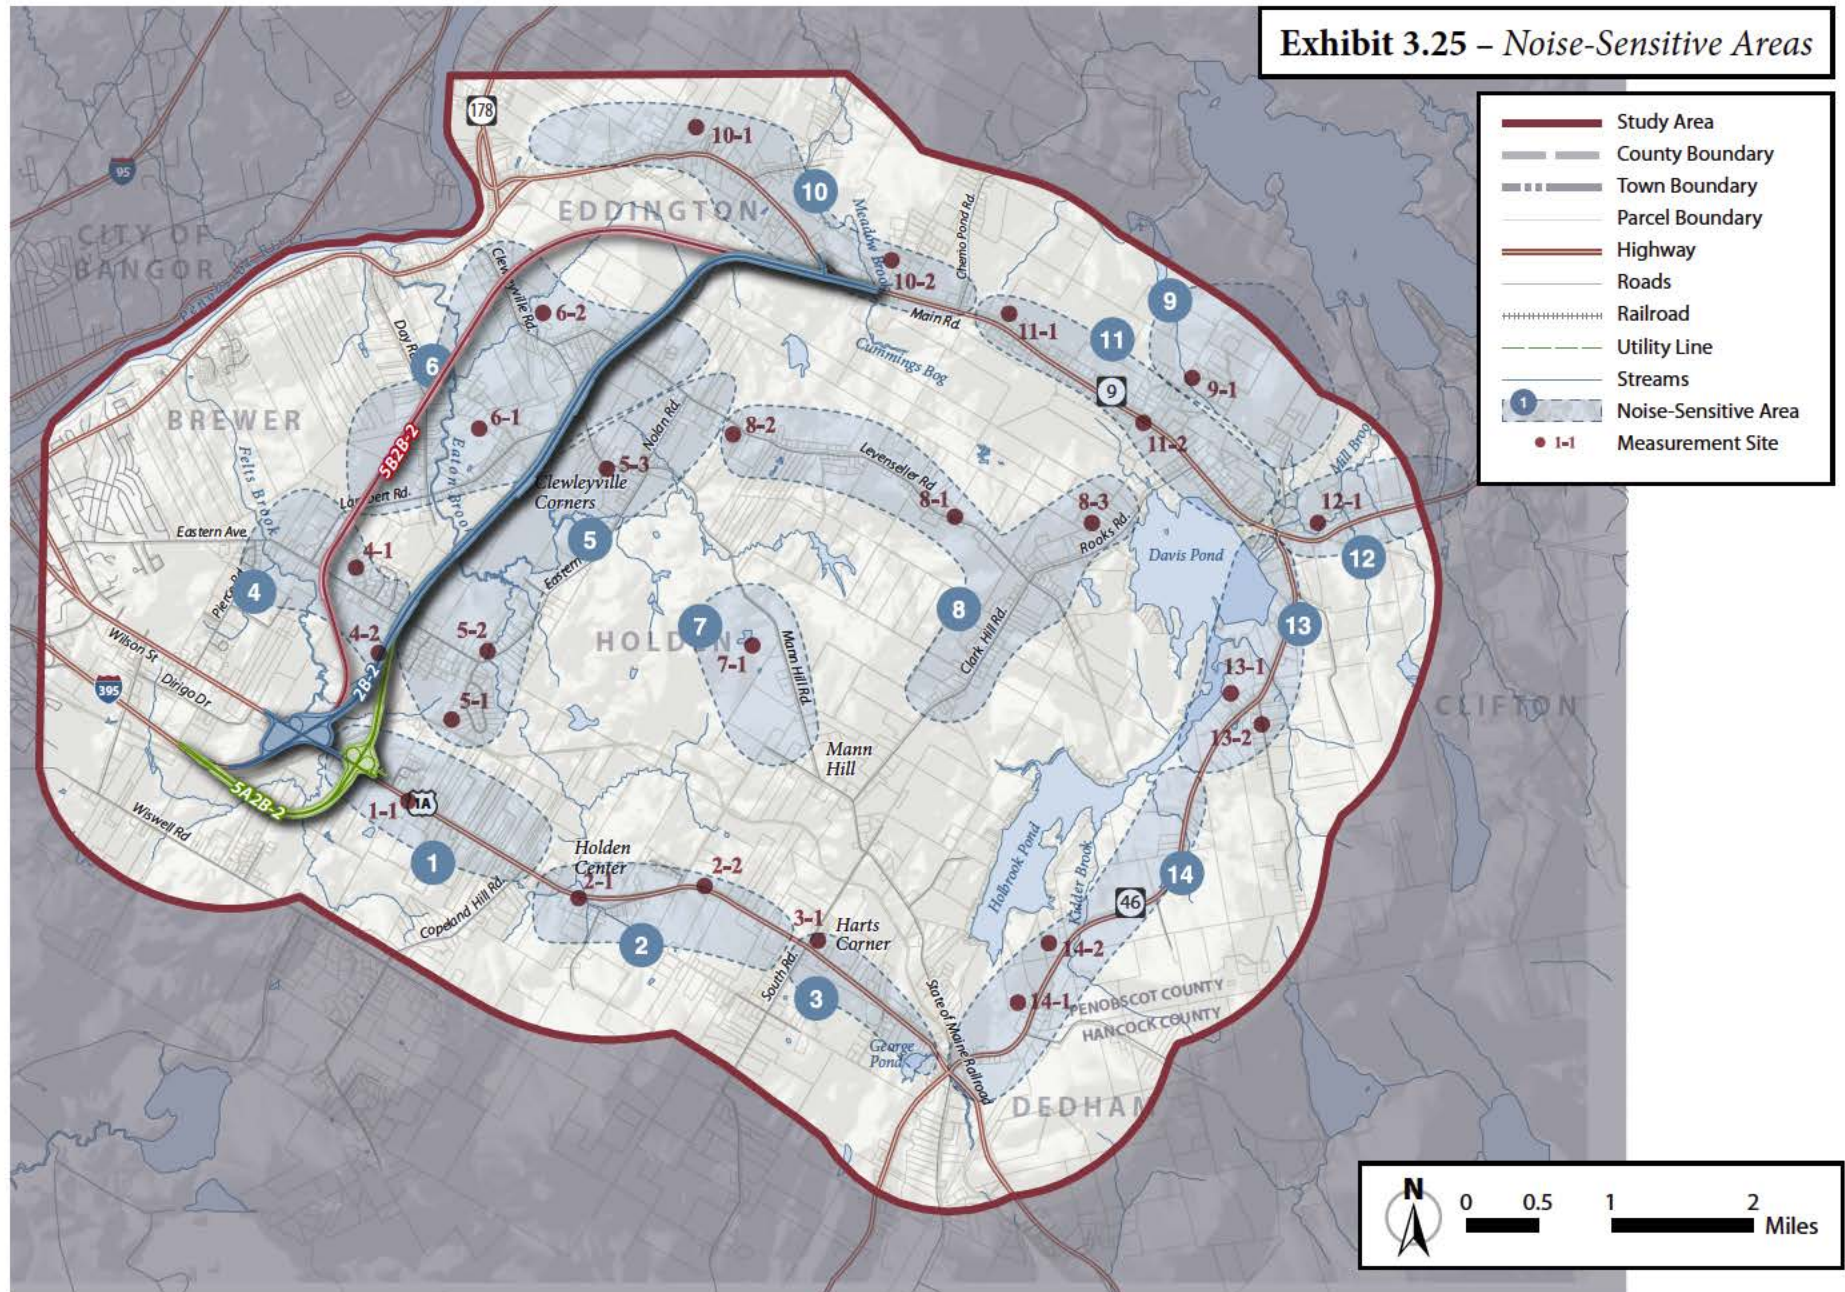 Exhibit 3.25 – Noise-Sensitive Areas
Study Area
County Boundary
Town Boundary
Parcel Boundary
Highway
Roads
Railroad
Utility Line
Streams
1
Noise-Sensitive Area
1-1
Measurement Site
178
10-1
95
10
EDDINGTON
CITY OF
BANGOR
Meadow Brook
Chemo Pond Rd.
10-2
Clewleyville Rd.
6-2
Main Rd.
11-1
9
11
Day Rd.
Cummings Bog
6
9
9-1
BREWER
6-1
8-2
11-2
5B2B-2
Eaton Brook
Nolan Rd.
Felts Brook
5-3
Levenseller Rd
Mill Brook
Clewleyville
Corners
Lambert Rd.
8-1
8-3
12-1
Eastern Ave.
5
Rooks Rd.
4-1
Davis Pond
12
Eastern
4
8
7
13
4-2
5-2
HOLDEN
7-1
Mann Hill Rd.
Clark Hill Rd.
Wilson St
2B-2
13-1
395
Dirigo Dr
5-1
CLIFTON
13-2
Mann
Hill
5A2B-2
1-1
1A
Wiswell Rd
Holden
Center
1
2-2
Holbrook Pond
Kidder Brook
14
2-1
Copeland Hill Rd.
46
3-1
Harts
Corner
2
14-2
South Rd.
3
State of Maine Railroad
14-1
PENOBSCOT COUNTY
HANCOCK COUNTY
George
Pond
DEDHAM
N
0 0.5 1 2
Miles